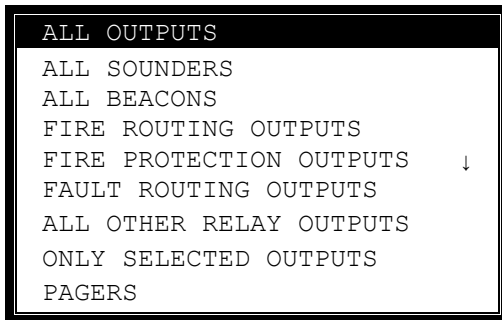 ALL OUTPUTS
ALL SOUNDERS
ALL BEACONS
FIRE ROUTING OUTPUTS
FIRE PROTECTION OUTPUTS ↓
FAULT ROUTING OUTPUTS
ALL OTHER RELAY OUTPUTS
ONLY SELECTED OUTPUTS
PAGERS